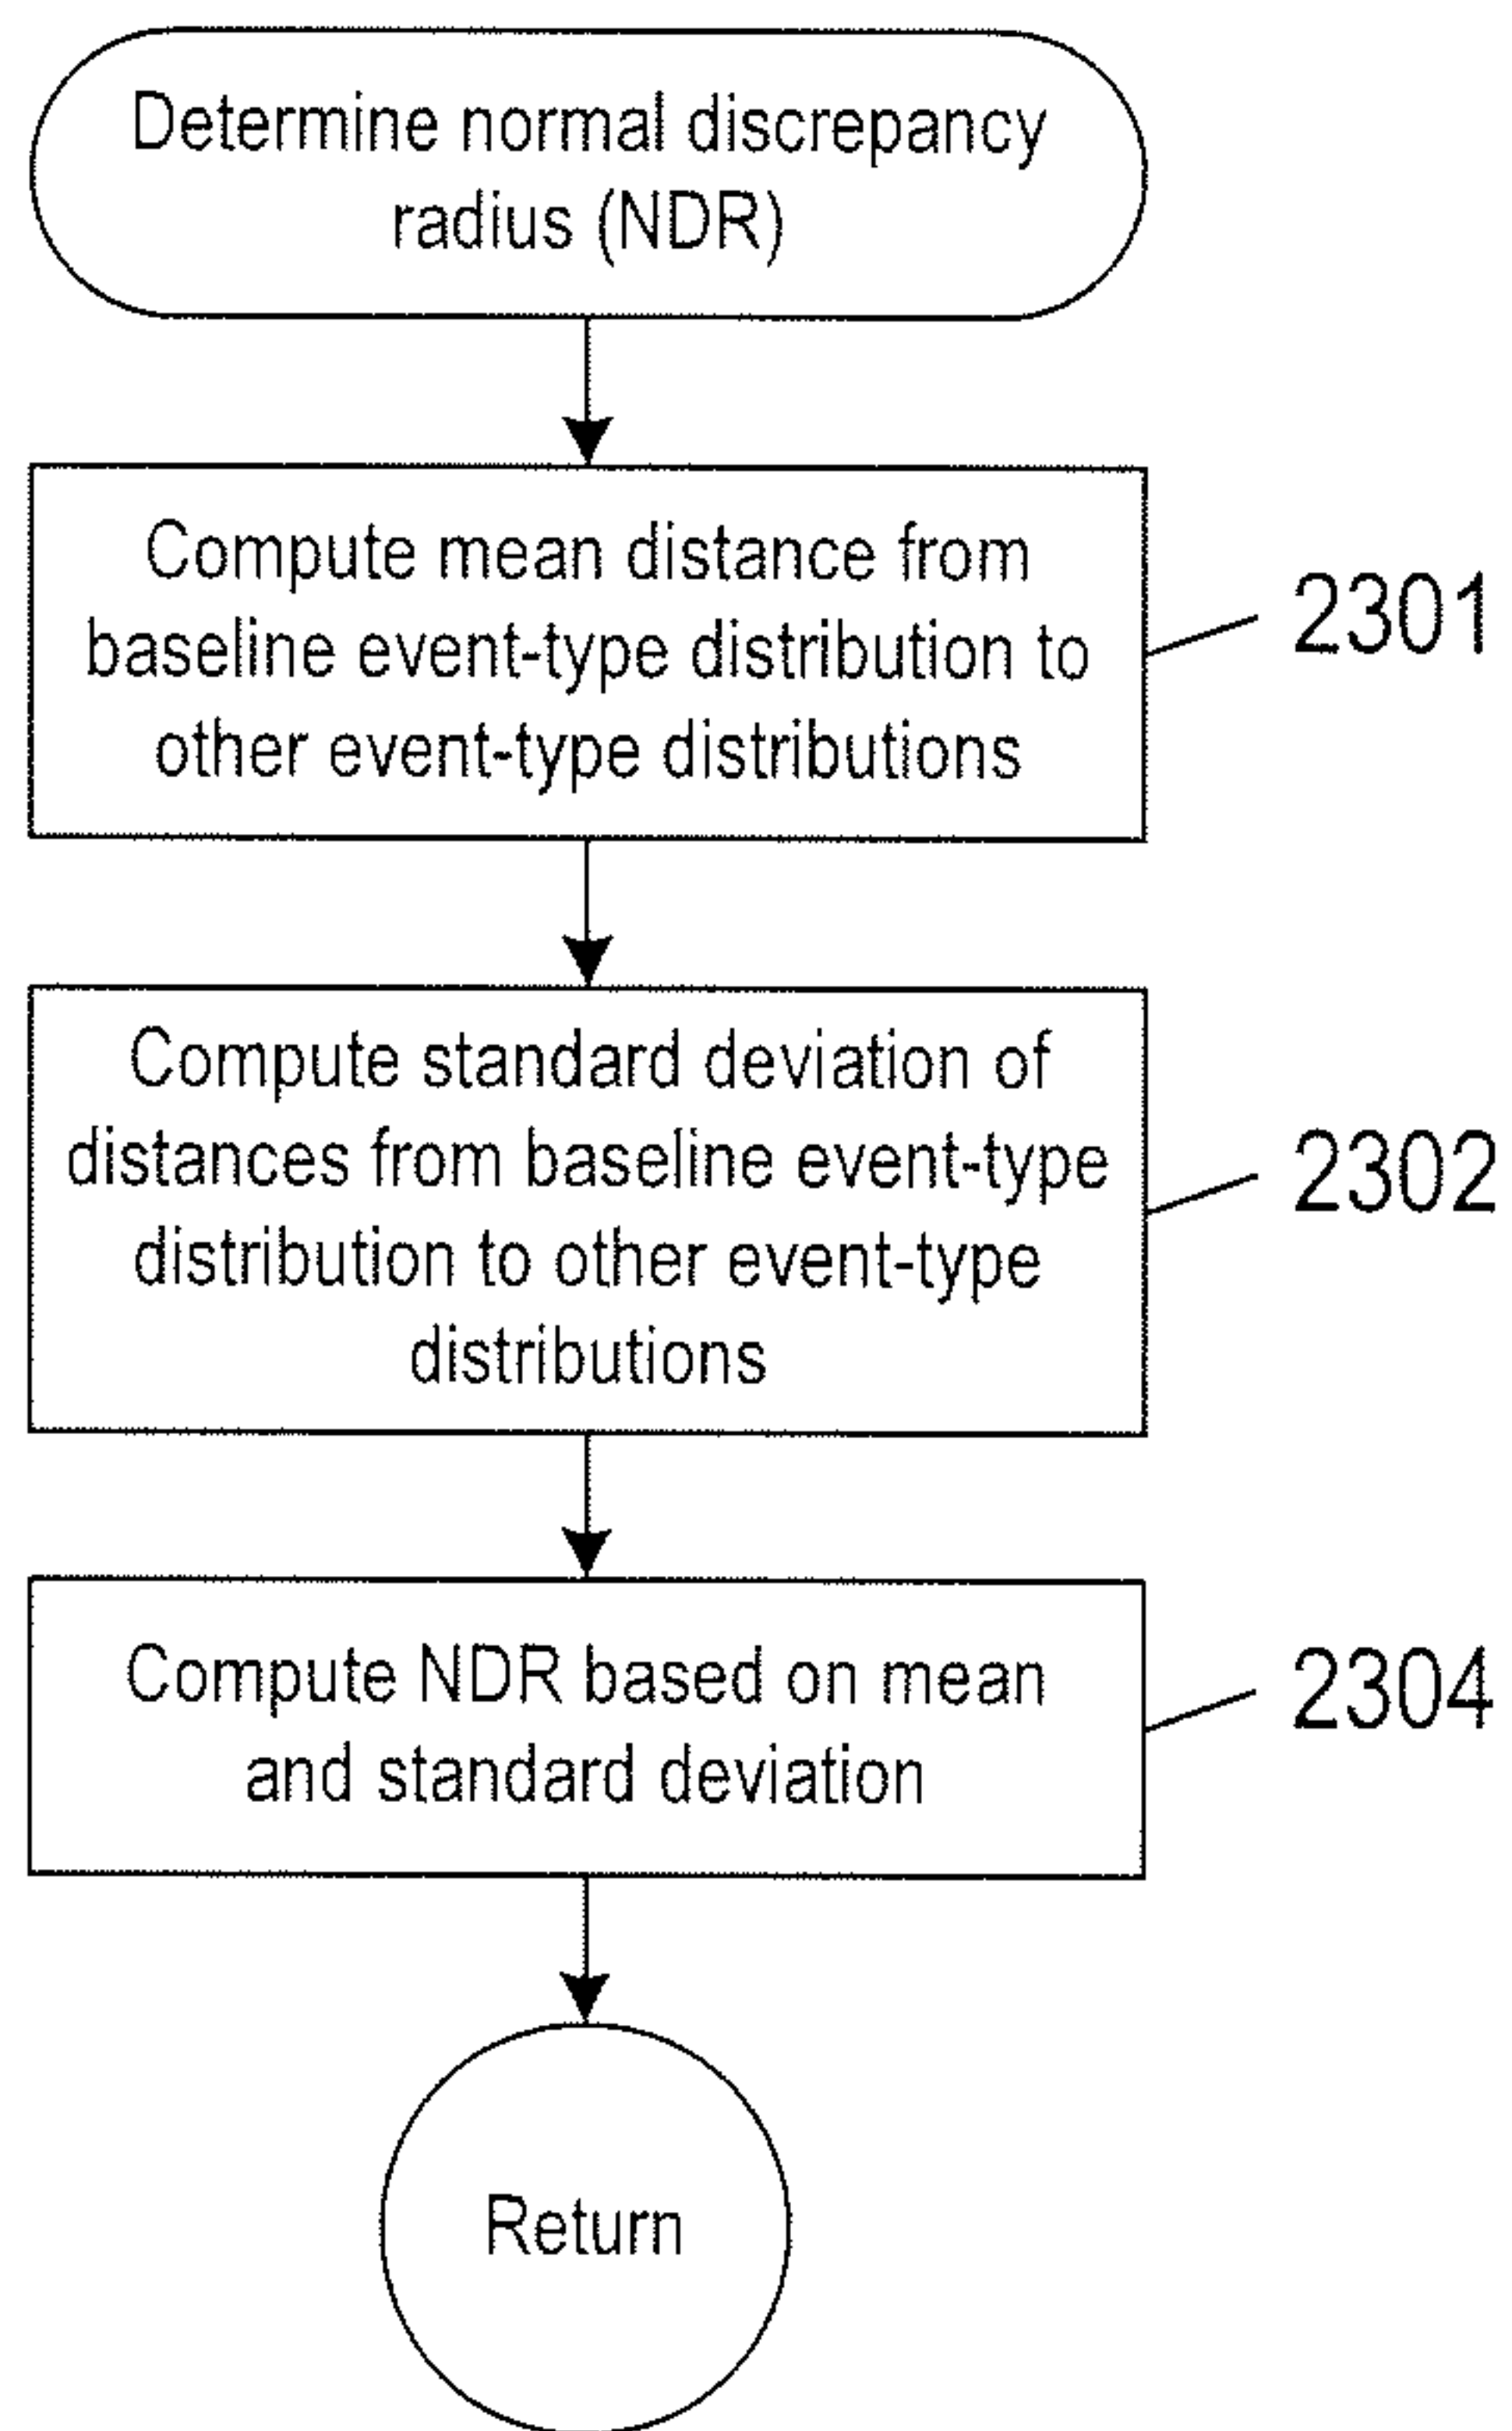 Determine normal discrepancy
radius (NDR)
Compute mean distance from
baseline event-type distribution to
other event-type distributions
2301
Compute standard deviation of
distances from baseline event-type
distribution to other event-type
distributions
2302
Compute NDR based on mean
and standard deviation
2304
Return